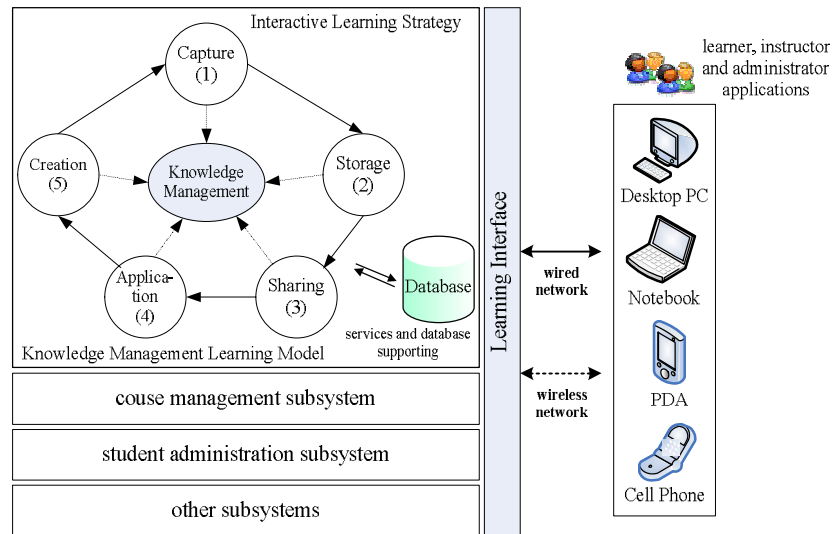 Interactive Learning Strategy
Capture
(1)
Creation
(5)
Knowledge
Management
Storage
(2)
Applica-
tion
(4)
Sharing
(3)
Database
services and database
supporting
Knowledge Management Learning Model
couse management subsystem
student administration subsystem
other subsystems
Learning Interface
wired
network
wireless
network
learner, instructor
and administrator
applications
Desktop PC
Notebook
PDA
Cell Phone